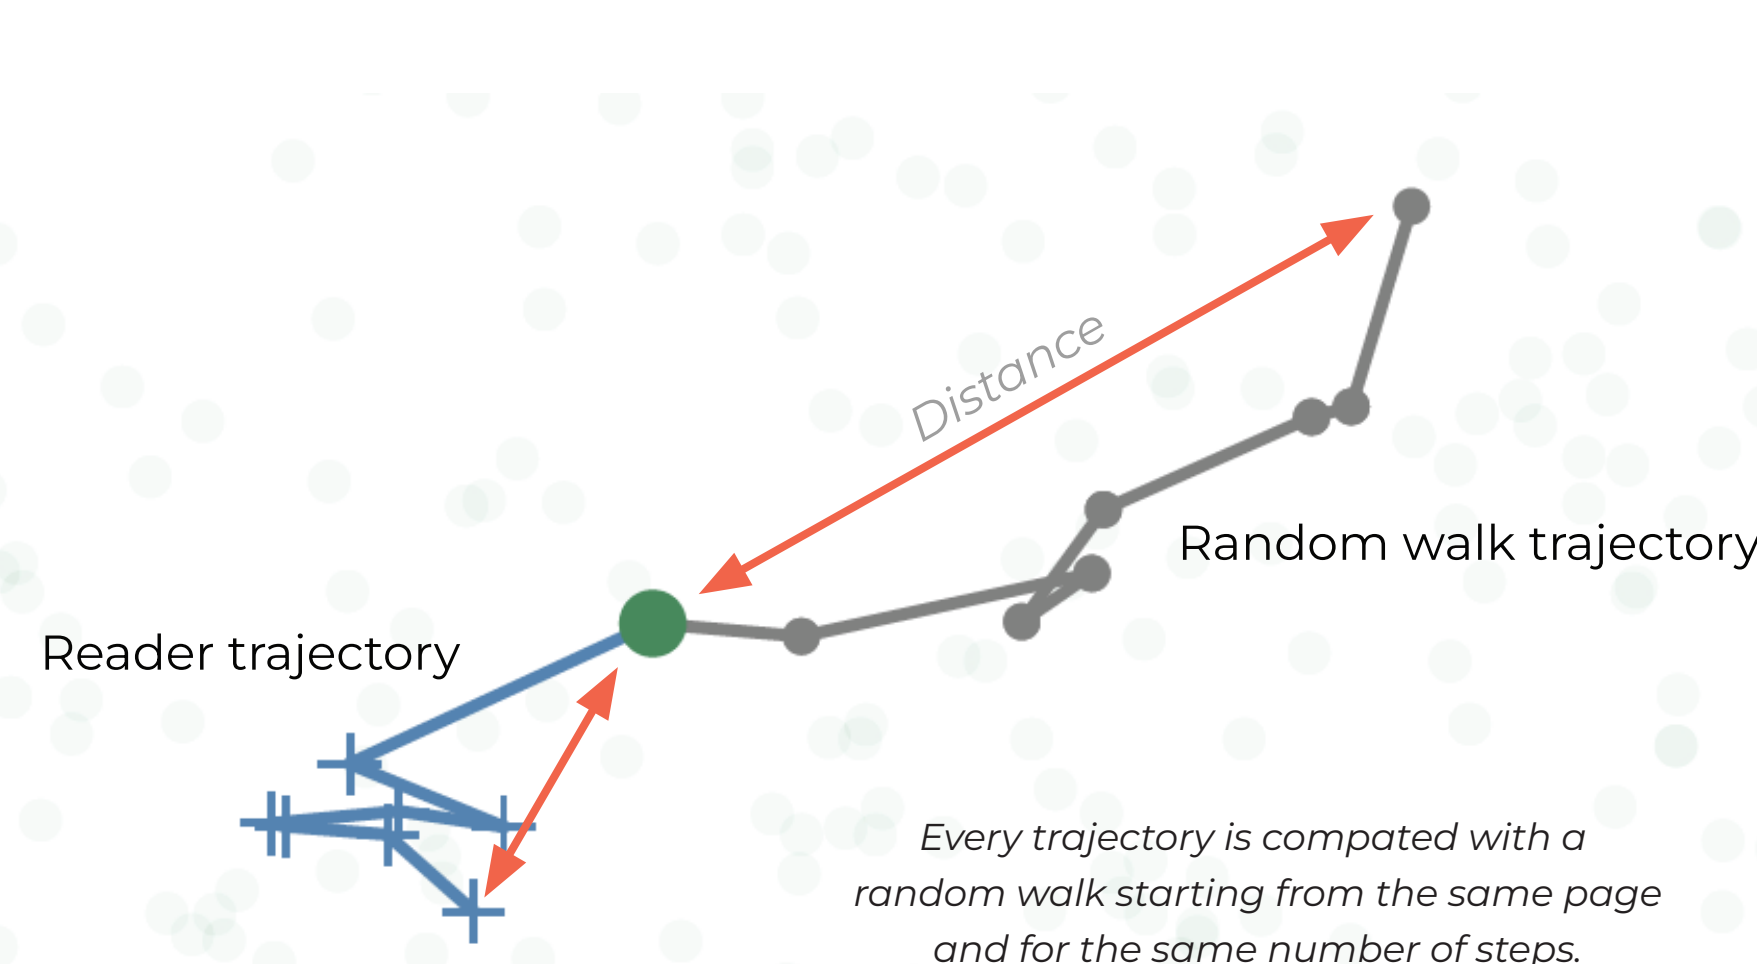 Distance
Random walk trajectory
Reader trajectory
Every trajectory is compated with a
random walk starting from the same page
and for the same number of steps.